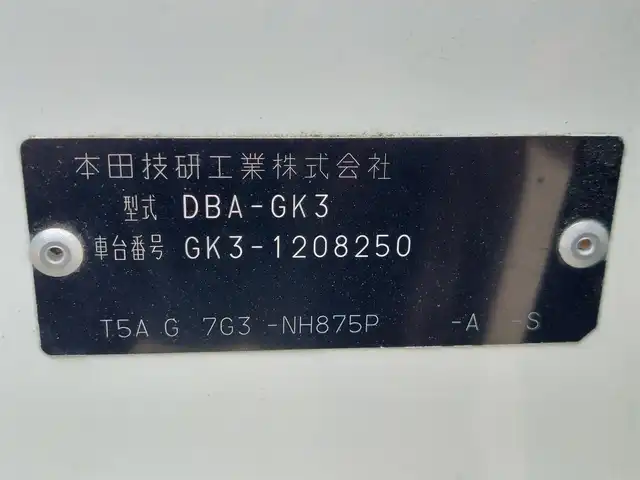 本田技研工業株式会社
型式 DBA-GK3
車台番号 GK3-1208250
T5A G 7G3 -NH875P -A -S